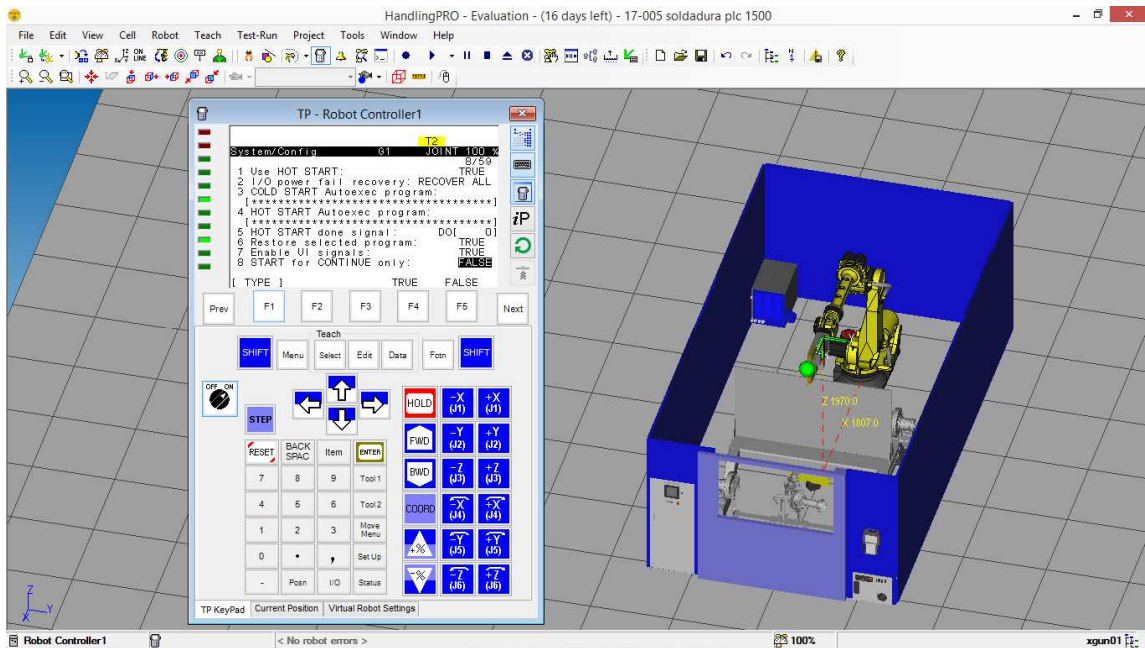 HandlingPRO - Evaluation - (16 days left) - 17-005 soldadura plc 1500
File Edit View Cell Robot Teach Test-Run Project Tools Window Help
TP - Robot Controller1
T2
System/Config G1 JOINT 100 %
8/59
1 Use HOT START: TRUE
2 I/O power fail recovery: RECOVER ALL
3 COLD START Autoexec program:
[*************************************]
4 HOT START Autoexec program:
[*************************************]
5 HOT START done signal: DO[ 0]
6 Restore selected program: TRUE
7 Enable UI signals: TRUE
8 START for CONTINUE only: FALSE
[ TYPE ] TRUE FALSE
iP
Prev F1 F2 F3 F4 F5 Next
Teach
SHIFT Menu Select Edit Data Fctn SHIFT
OFF ON
STEP
HOLD -X (J1) +X (J1)
FWD -Y (J2) +Y (J2)
BWD -Z (J3) +Z (J3)
COORD -X (J4) +X (J4)
+% -Y (J5) +Y (J5)
-% -Z (J6) +Z (J6)
RESET BACK SPAC Item ENTER
7 8 9 Tool 1
4 5 6 Tool 2
1 2 3 Move Menu
0 . , Set Up
- Posn I/O Status
TP KeyPad Current Position Virtual Robot Settings
Z 1970.0
X 1807.0
Z
Y
X
Robot Controller1 < No robot errors > 100% xgun01